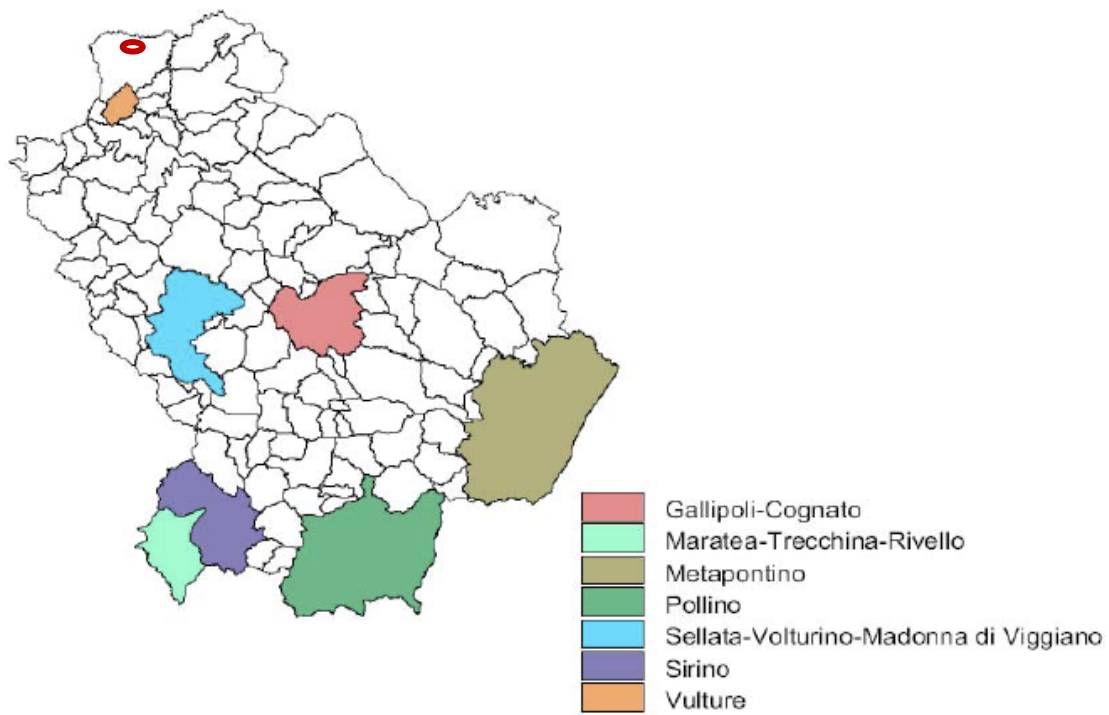 Gallipoli-Cognato
Maratea-Trecchina-Rivello
Metapontino
Pollino
Sellata-Volturino-Madonna di Viggiano
Sirino
Vulture